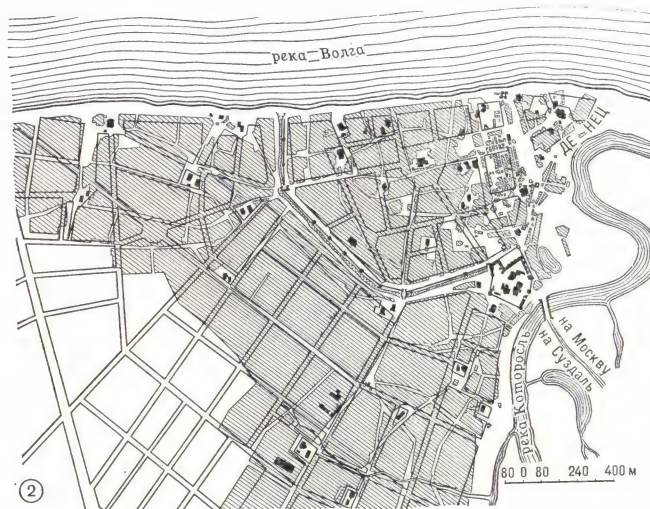 река Волга
ДЕ-НЕЦ
на Москву
на Суздаль
река Которосль
80 0 80 240 400 м
2